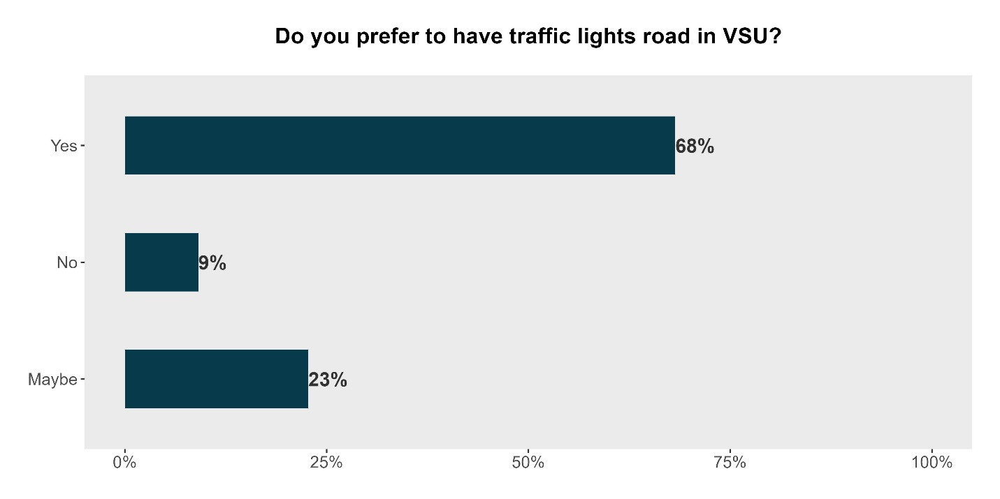 Do you prefer to have traffic lights road in VSU?
Yes
68%
No
9%
Maybe
23%
0% 25% 50% 75% 100%